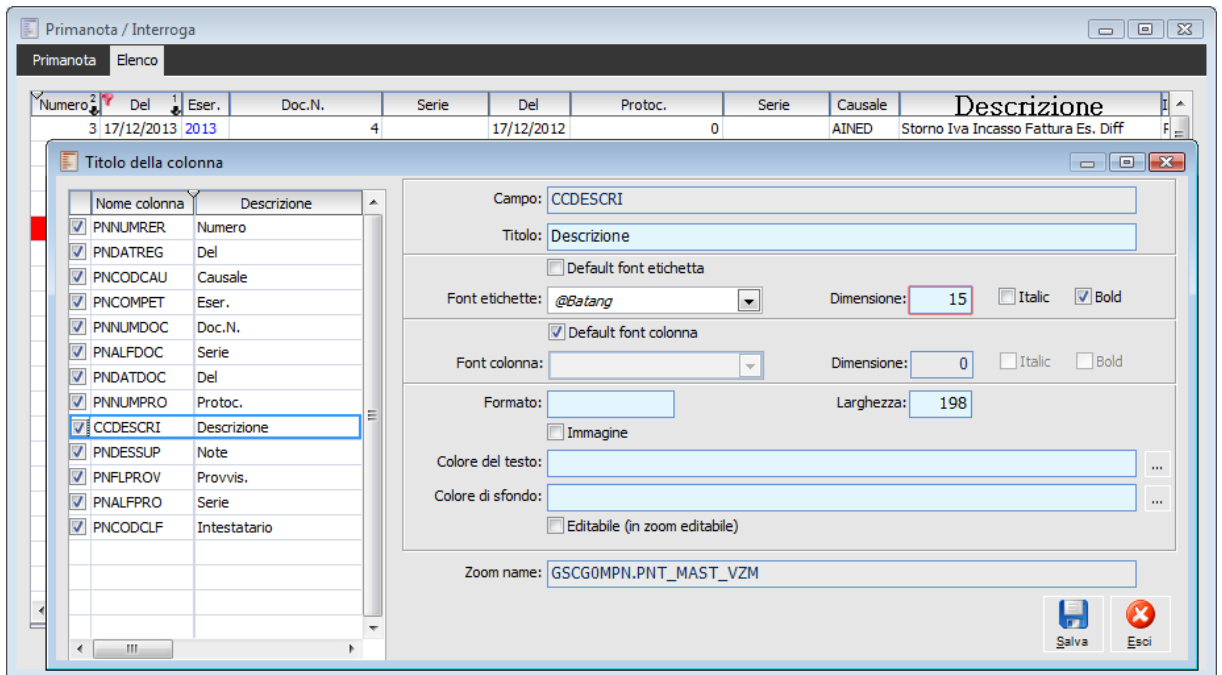 Primanota / Interroga
Primanota Elenco
Numero 2 Del 1 Eser. Doc.N. Serie Del Protoc. Serie Causale Descrizione
3 17/12/2013 2013 4 17/12/2012 0 AINED Storno Iva Incasso Fattura Es. Diff
Titolo della colonna
Nome colonna Descrizione
PNNUMRER Numero
PNDATREG Del
PNCODCAU Causale
PNCOMPET Eser.
PNNUMDOC Doc.N.
PNALFDOC Serie
PNDATDOC Del
PNNUMPRO Protoc.
CCDESCRI Descrizione
PNDESSUP Note
PNFLPROV Provvis.
PNALFPRO Serie
PNCODCLF Intestatario
Campo: CCDESCRI
Titolo: Descrizione
Default font etichetta
Font etichette: @Batang Dimensione: 15 Italic Bold
Default font colonna
Font colonna: Dimensione: 0 Italic Bold
Formato: Larghezza: 198
Immagine
Colore del testo: ...
Colore di sfondo: ...
Editabile (in zoom editabile)
Zoom name: GSCG0MPN.PNT_MAST_VZM
Salva Esci